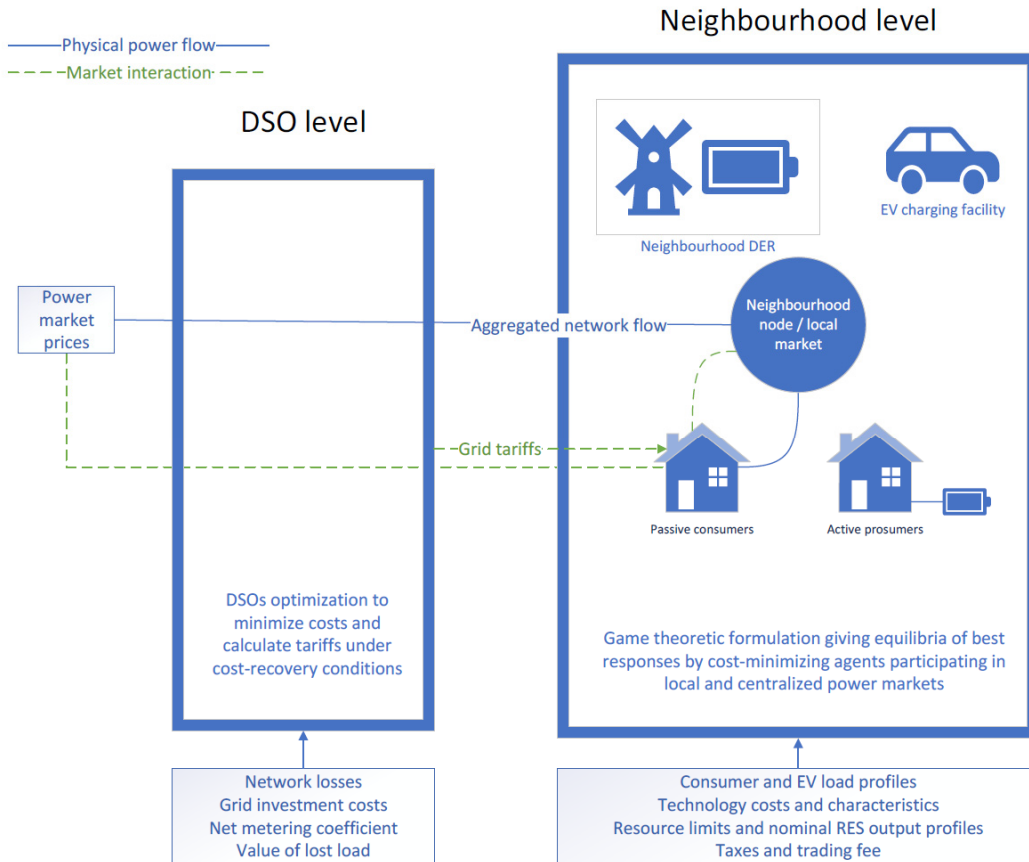 Neighbourhood level
Physical power flow
Market interaction
DSO level
EV charging facility
Neighbourhood DER
Power
market
prices
Aggregated network flow
Neighbourhood
node / local
market
Grid tariffs
Passive consumers
Active prosumers
DSOs optimization to
minimize costs and
calculate tariffs under
cost-recovery conditions
Game theoretic formulation giving equilibria of best
responses by cost-minimizing agents participating in
local and centralized power markets
Network losses
Grid investment costs
Net metering coefficient
Value of lost load
Consumer and EV load profiles
Technology costs and characteristics
Resource limits and nominal RES output profiles
Taxes and trading fee